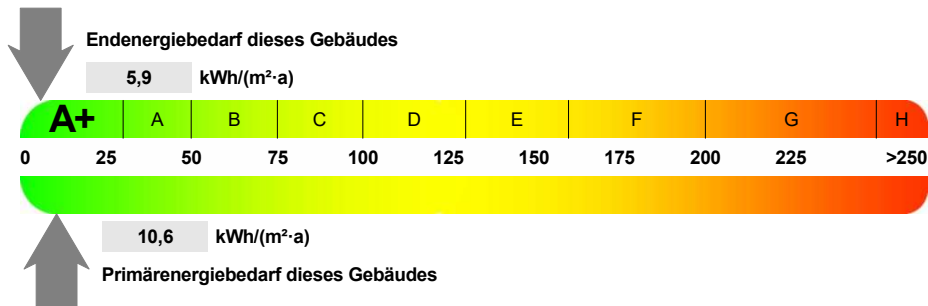 Endenergiebedarf dieses Gebäudes
5,9 kWh/(m²·a)
A+ A B C D E F G H
0 25 50 75 100 125 150 175 200 225 >250
10,6 kWh/(m²·a)
Primärenergiebedarf dieses Gebäudes